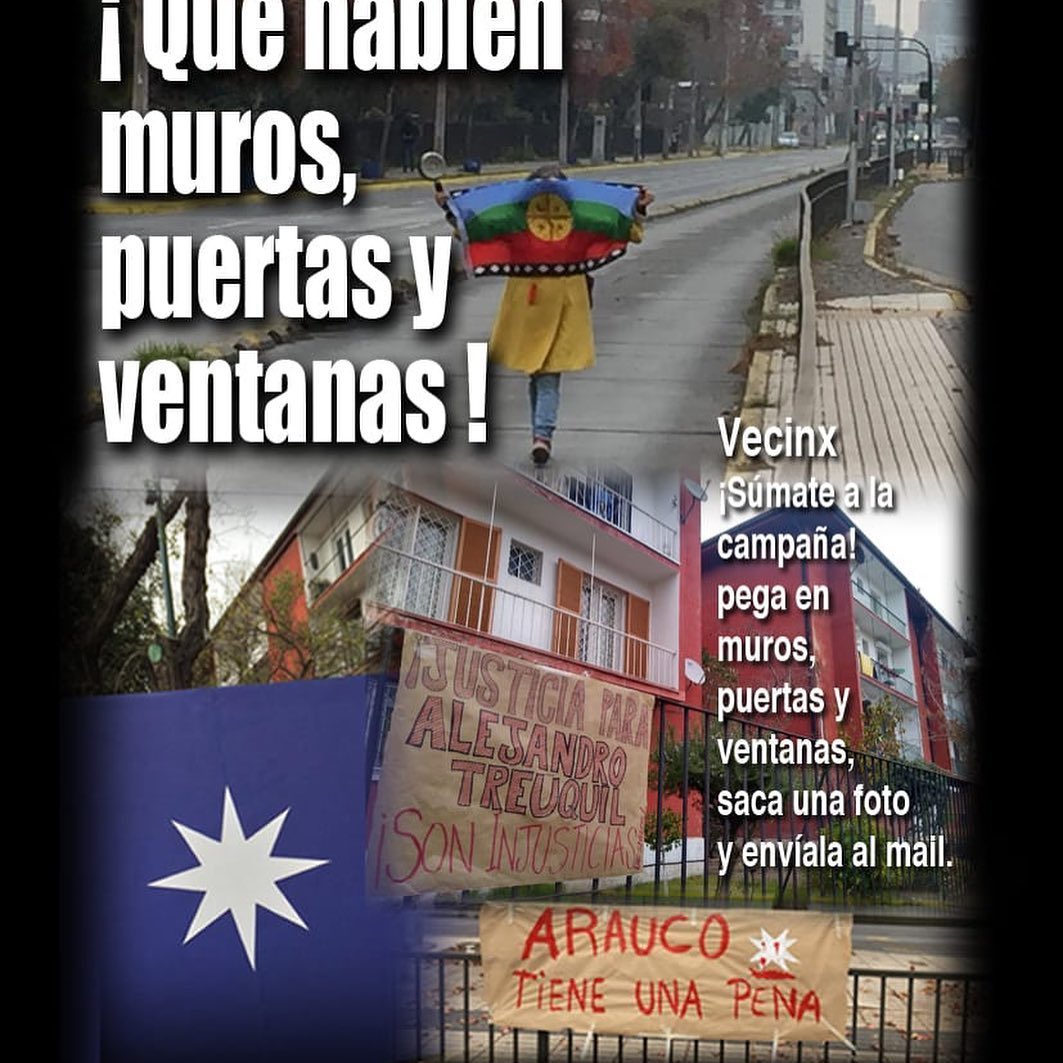 ¡ Que hablen
muros,
puertas y
ventanas !
Vecinx
¡Súmate a la
campaña!
pega en
muros,
puertas y
ventanas,
saca una foto
y envíala al mail.
¡JUSTICIA PARA
ALEJANDRO
TREUQUIL
¡SON INJUSTICIAS!
ARAUCO
TIENE UNA PENA